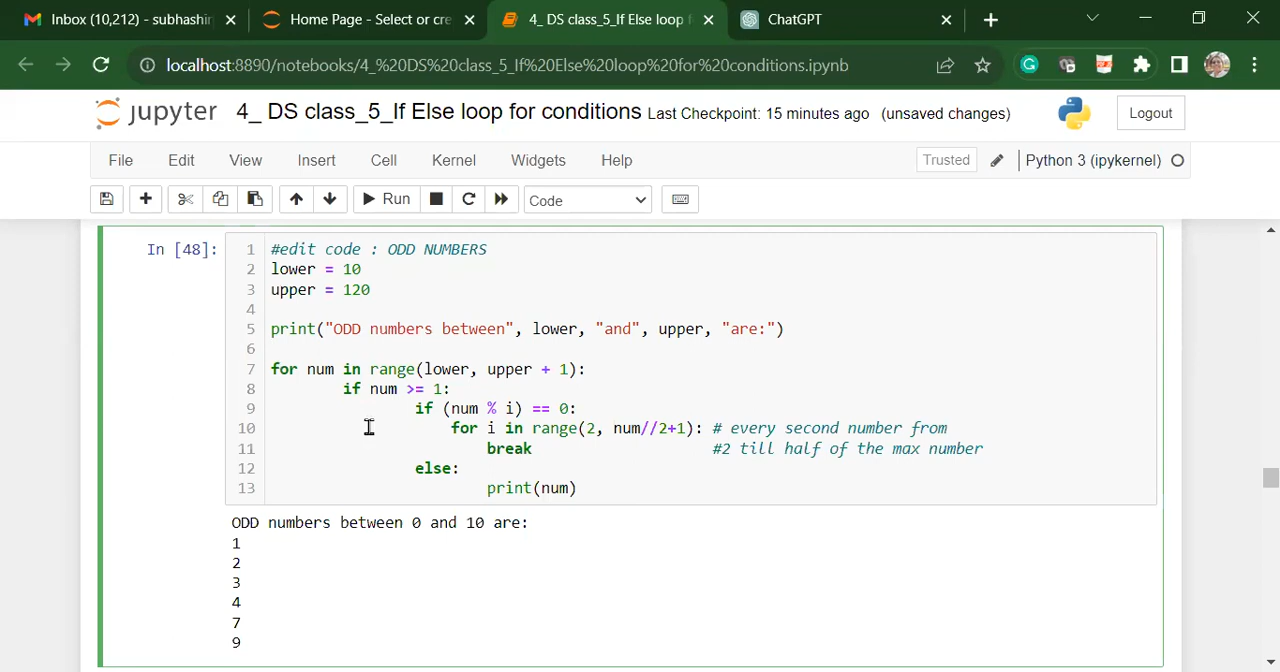 Inbox (10,212) - subhashin
Home Page - Select or cre
4_ DS class_5_If Else loop f
ChatGPT
localhost:8890/notebooks/4_%20DS%20class_5_If%20Else%20loop%20for%20conditions.ipynb
jupyter 4_ DS class_5_If Else loop for conditions Last Checkpoint: 15 minutes ago (unsaved changes)
Logout
File Edit View Insert Cell Kernel Widgets Help
Trusted
Python 3 (ipykernel)
Run
Code
In [48]:
1 #edit code : ODD NUMBERS
2 lower = 10
3 upper = 120
4
5 print("ODD numbers between", lower, "and", upper, "are:")
6
7 for num in range(lower, upper + 1):
8 if num >= 1:
9 if (num % i) == 0:
10 for i in range(2, num//2+1): # every second number from
11 break #2 till half of the max number
12 else:
13 print(num)
ODD numbers between 0 and 10 are:
1
2
3
4
7
9